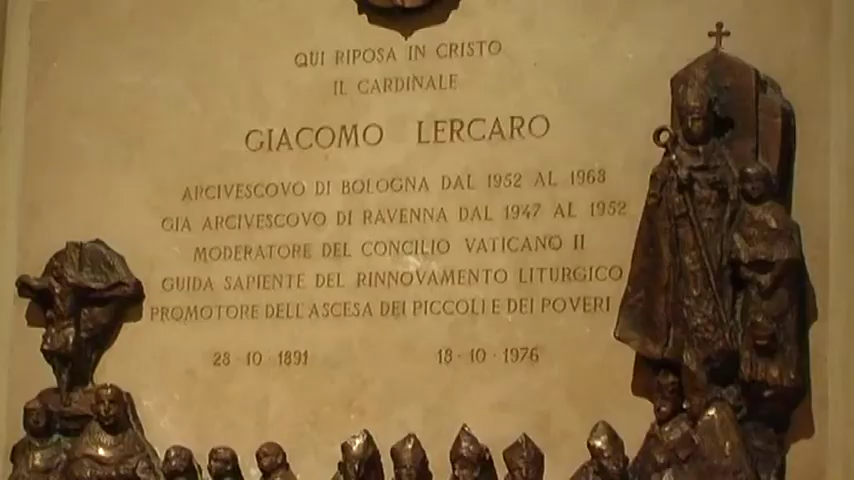 QUI RIPOSA IN CRISTO
IL CARDINALE
GIACOMO LERCARO
ARCIVESCOVO DI BOLOGNA DAL 1952 AL 1968
GIA ARCIVESCOVO DI RAVENNA DAL 1947 AL 1952
MODERATORE DEL CONCILIO VATICANO II
GUIDA SAPIENTE DEL RINNOVAMENTO LITURGICO
PROMOTORE DELL'ASCESA DEI PICCOLI E DEI POVERI
28·10·1891 18·10·1976